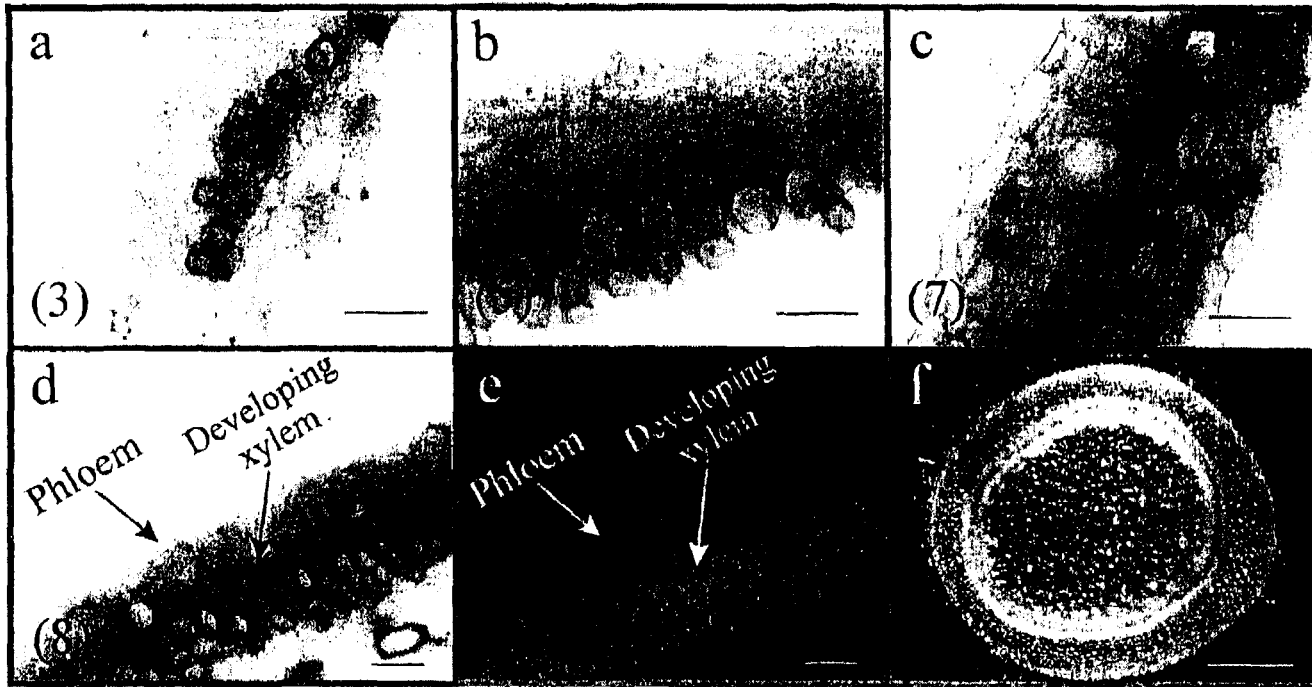 a
b
c
(3)
(7)
d
Phloem
Developing
xylem
(8
e
Phloem
Developing
xylem
f